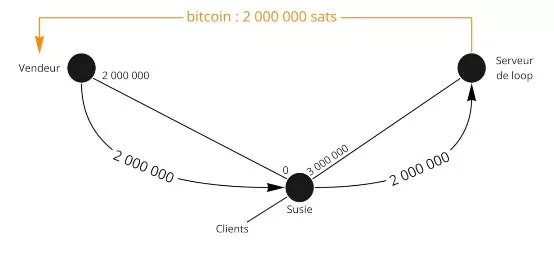 bitcoin : 2 000 000 sats
Vendeur
2 000 000
Serveur
de loop
2 000 000
0
3 000 000
2 000 000
Susie
Clients